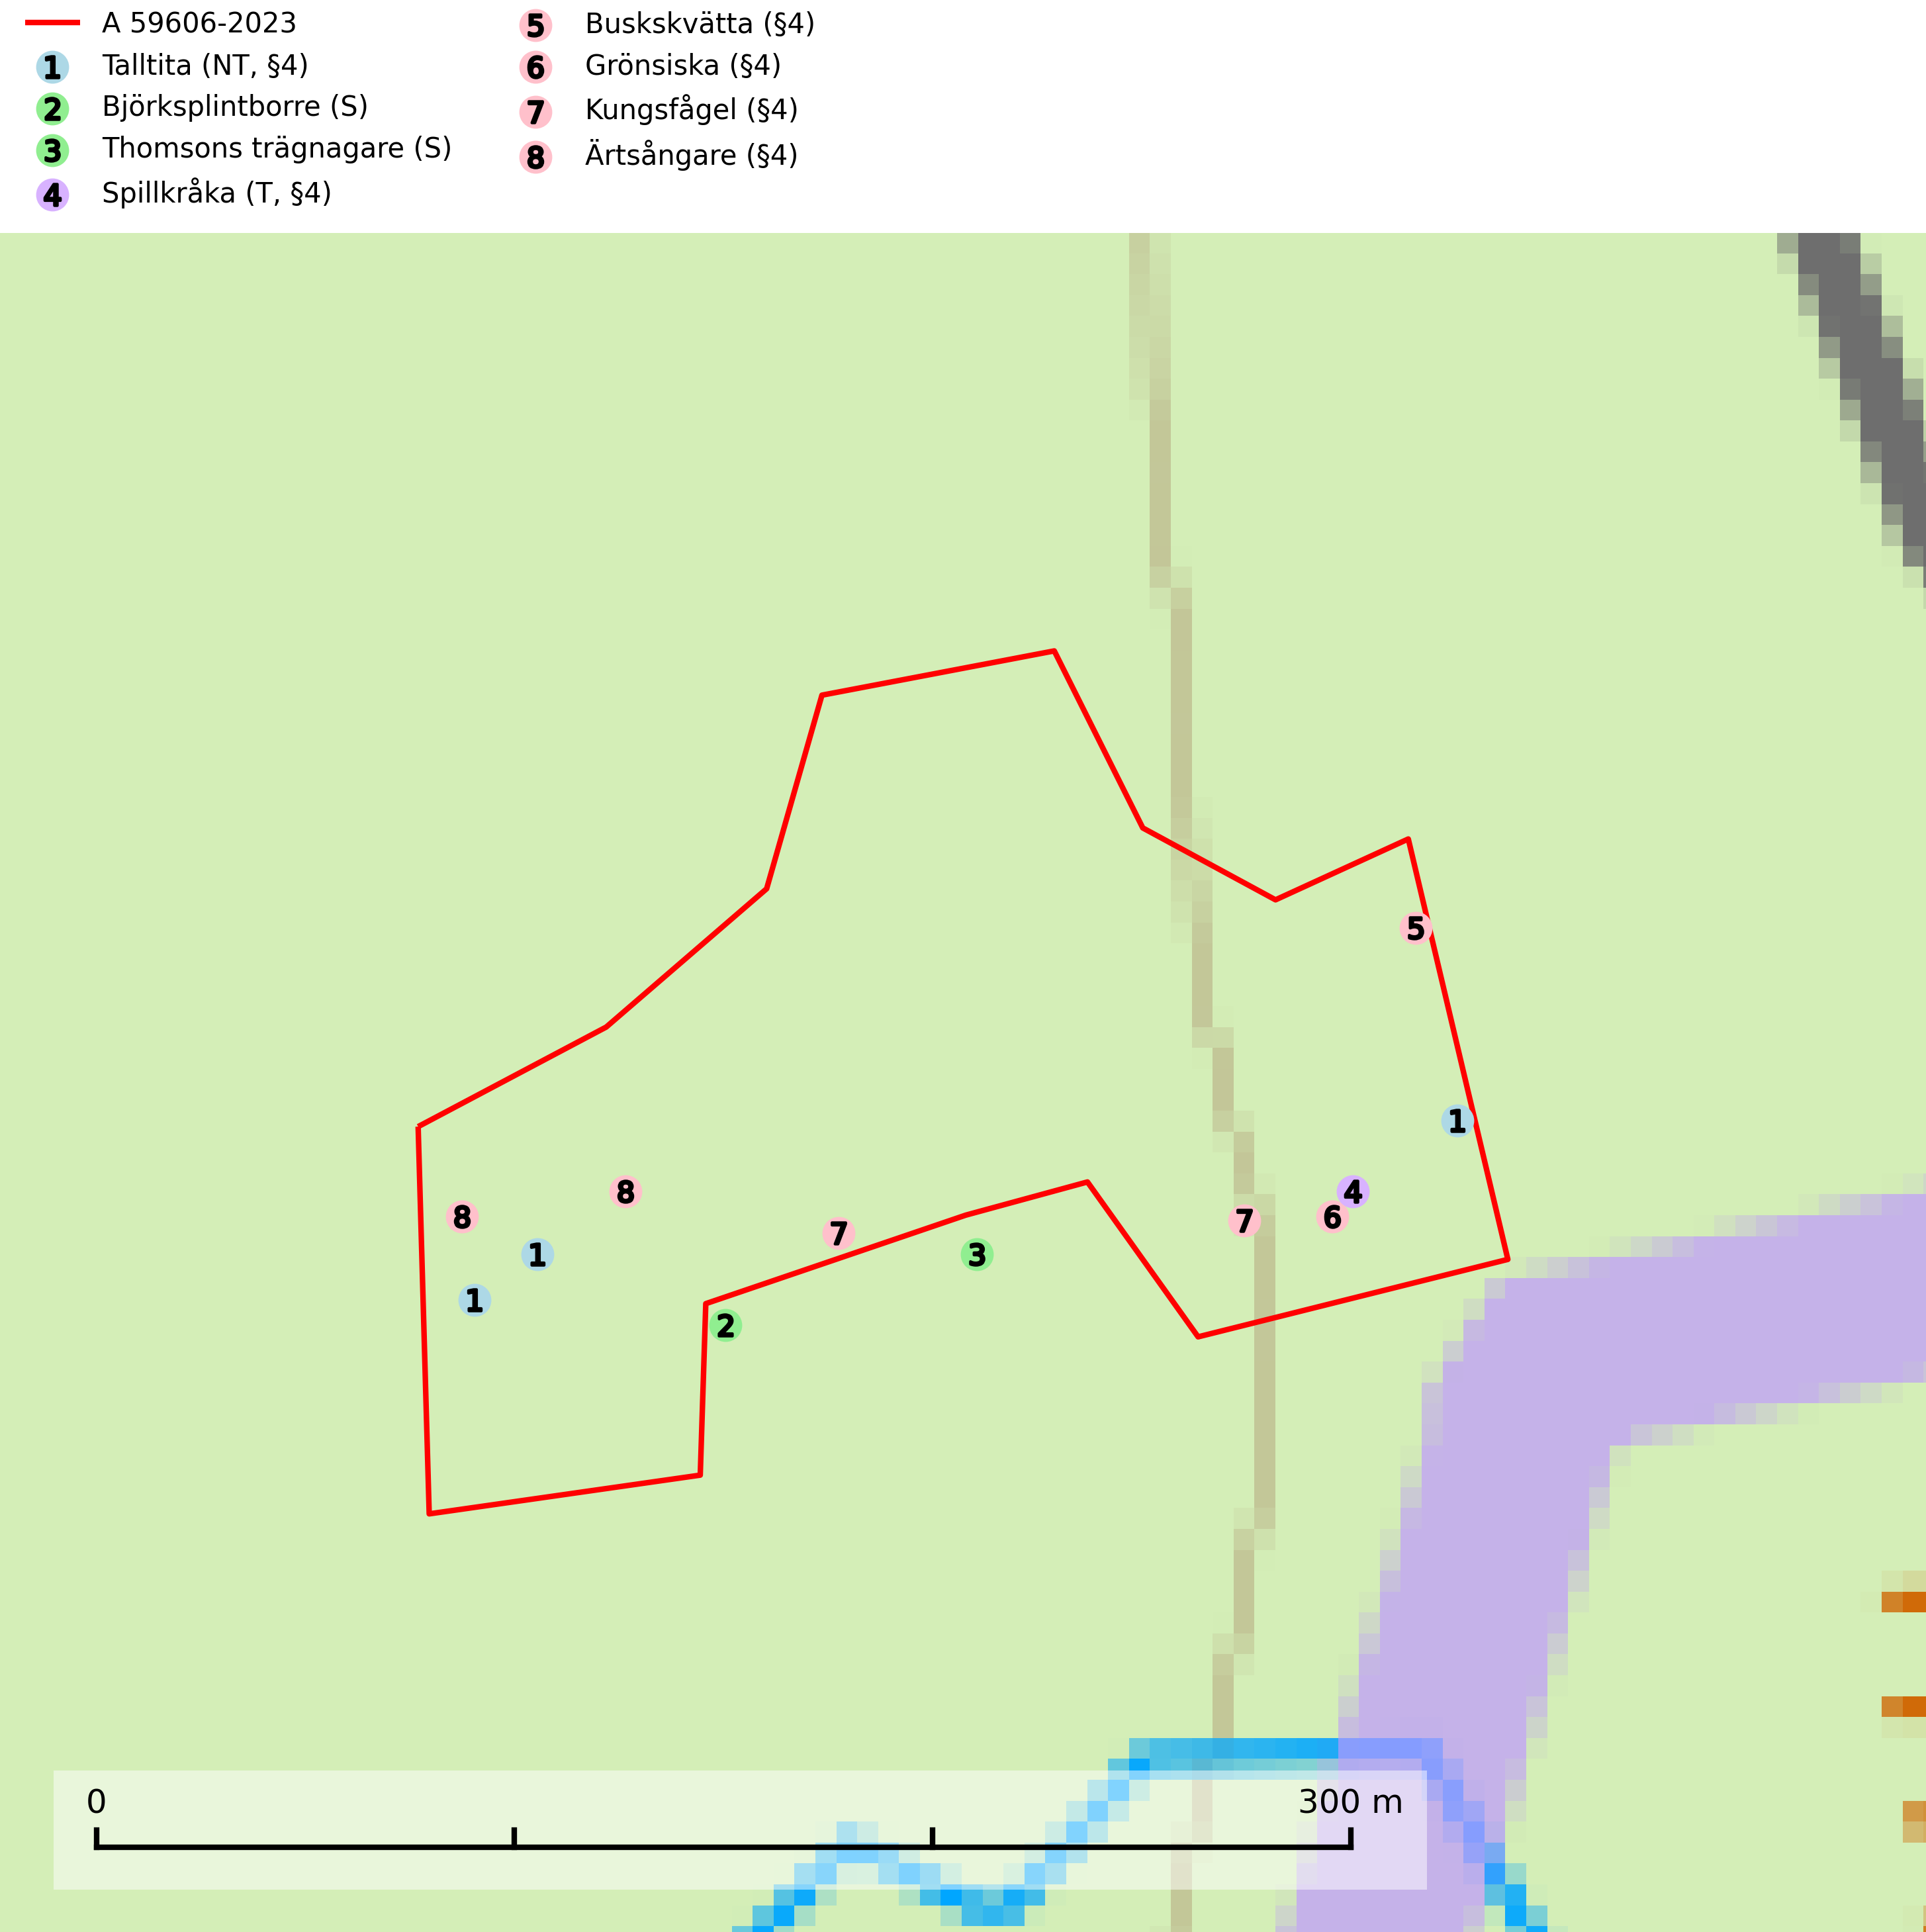 A 59606-2023
1 Talltita (NT, §4)
2 Björksplintborre (S)
3 Thomsons trägnagare (S)
4 Spillkråka (T, §4)
5 Buskskvätta (§4)
6 Grönsiska (§4)
7 Kungsfågel (§4)
8 Ärtsångare (§4)
5
1
8
4
8
6
7
7
1
3
1
2
0 300 m